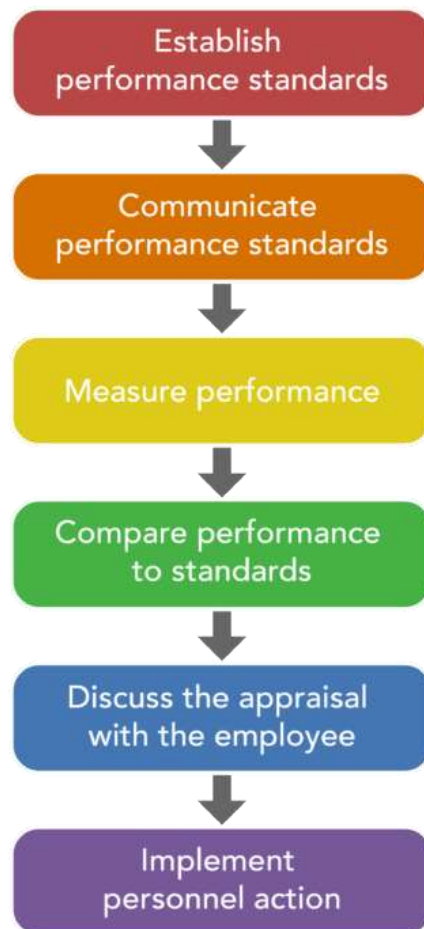 Establish
performance standards
Communicate
performance standards
Measure performance
Compare performance
to standards
Discuss the appraisal
with the employee
Implement
personnel action